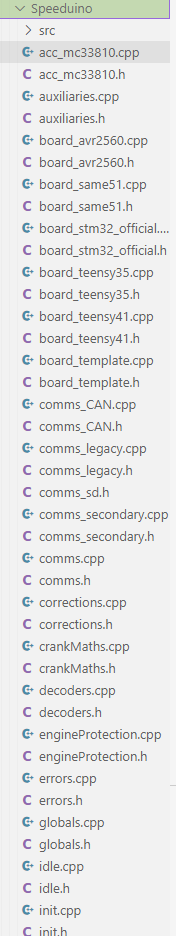 Speeduino
src
acc_mc33810.cpp
acc_mc33810.h
auxiliaries.cpp
auxiliaries.h
board_avr2560.cpp
board_avr2560.h
board_same51.cpp
board_same51.h
board_stm32_official....
board_stm32_official.h
board_teensy35.cpp
board_teensy35.h
board_teensy41.cpp
board_teensy41.h
board_template.cpp
board_template.h
comms_CAN.cpp
comms_CAN.h
comms_legacy.cpp
comms_legacy.h
comms_sd.h
comms_secondary.cpp
comms_secondary.h
comms.cpp
comms.h
corrections.cpp
corrections.h
crankMaths.cpp
crankMaths.h
decoders.cpp
decoders.h
engineProtection.cpp
engineProtection.h
errors.cpp
errors.h
globals.cpp
globals.h
idle.cpp
idle.h
init.cpp
init.h